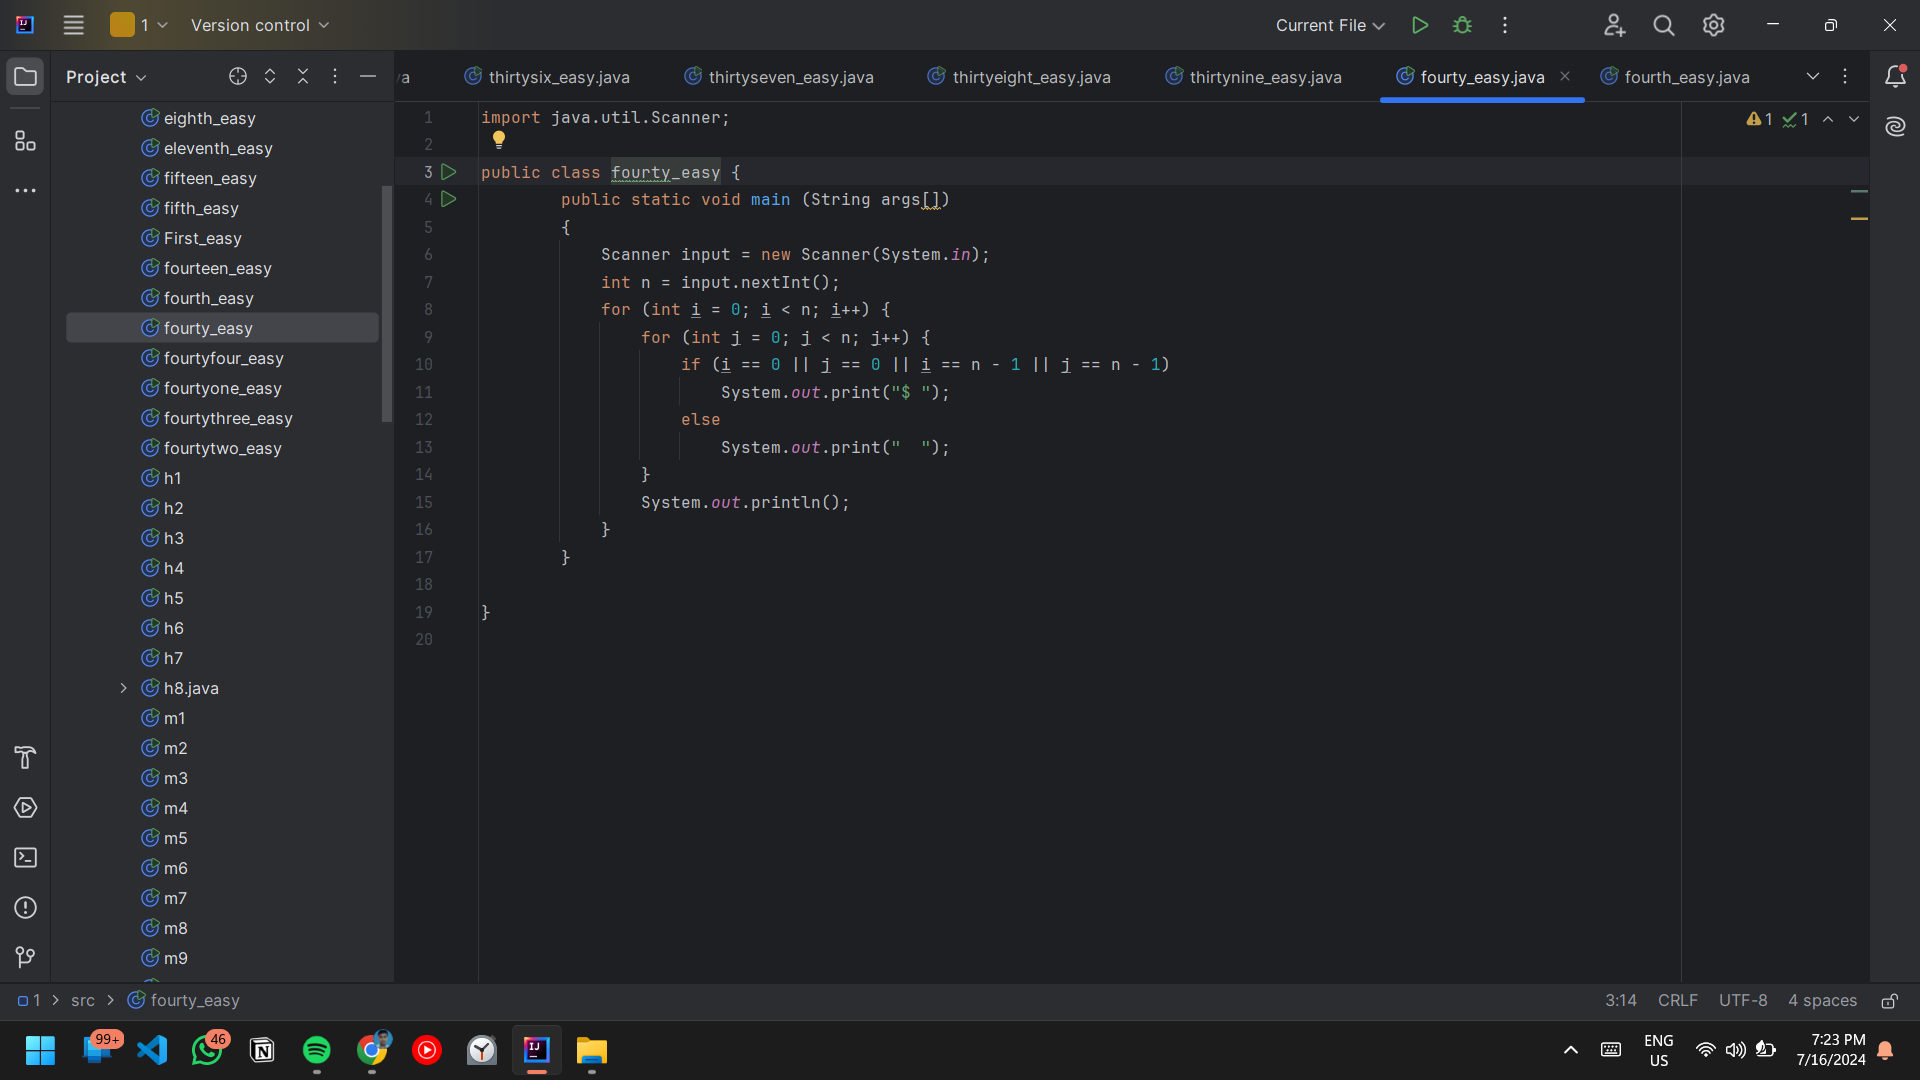 1
Version control
Current File
Project
va
thirtysix_easy.java
thirtyseven_easy.java
thirtyeight_easy.java
thirtynine_easy.java
fourty_easy.java
fourth_easy.java
eighth_easy
eleventh_easy
fifteen_easy
fifth_easy
First_easy
fourteen_easy
fourth_easy
fourty_easy
fourtyfour_easy
fourtyone_easy
fourtythree_easy
fourtytwo_easy
h1
h2
h3
h4
h5
h6
h7
h8.java
m1
m2
m3
m4
m5
m6
m7
m8
m9
1 import java.util.Scanner;
2
3 public class fourty_easy {
4 public static void main (String args[])
5 {
6 Scanner input = new Scanner(System.in);
7 int n = input.nextInt();
8 for (int i = 0; i < n; i++) {
9 for (int j = 0; j < n; j++) {
10 if (i == 0 || j == 0 || i == n - 1 || j == n - 1)
11 System.out.print("$ ");
12 else
13 System.out.print("  ");
14 }
15 System.out.println();
16 }
17 }
18
19 }
20
1 1
1 > src > fourty_easy
3:14 CRLF UTF-8 4 spaces
99+
46
ENG
US
7:23 PM
7/16/2024